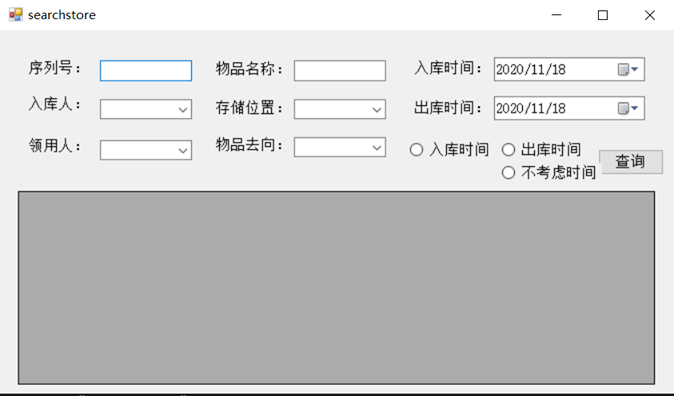 searchstore
序列号： 物品名称： 入库时间： 2020/11/18
入库人： 存储位置： 出库时间： 2020/11/18
领用人： 物品去向： 入库时间 出库时间 查询
不考虑时间